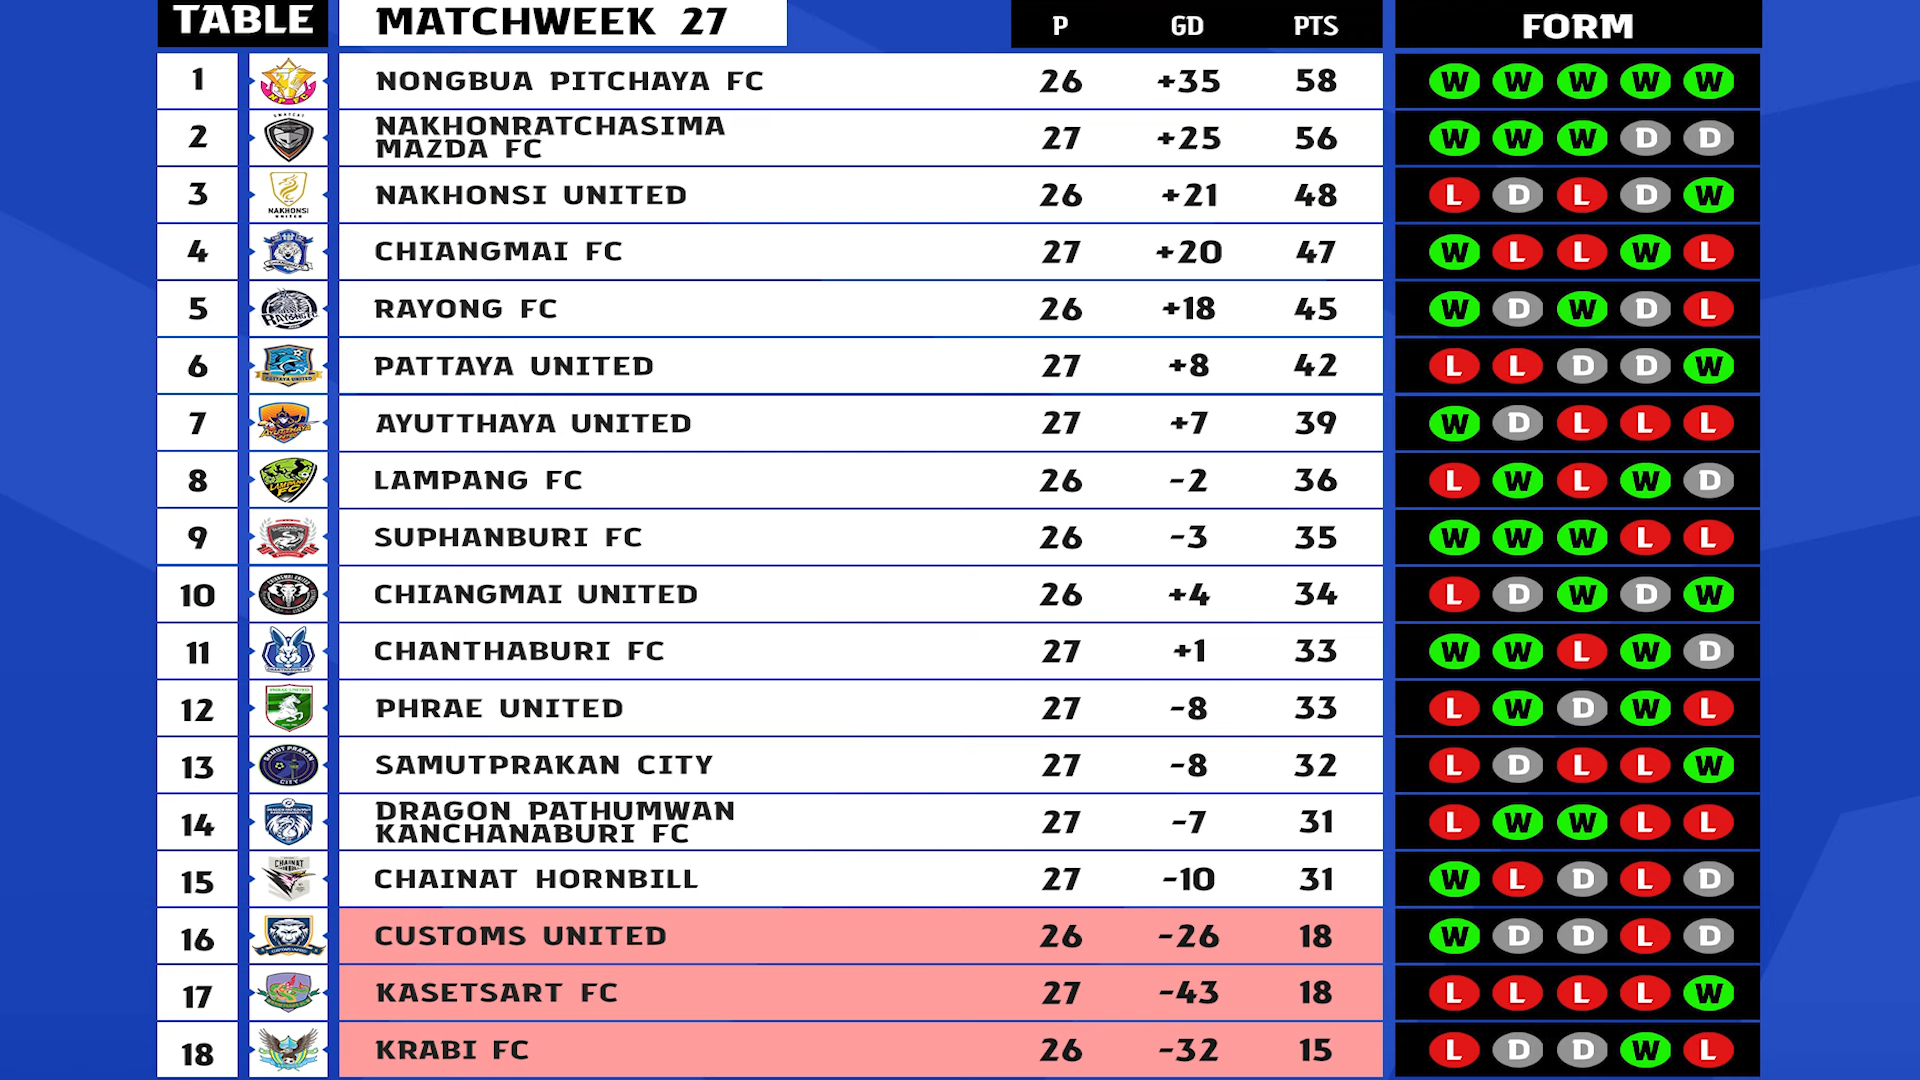 TABLE MATCHWEEK 27 P GD PTS FORM
1 NONGBUA PITCHAYA FC 26 +35 58 W W W W W
2 NAKHONRATCHASIMA
MAZDA FC 27 +25 56 W W W D D
3 NAKHONSI UNITED 26 +21 48 L D L D W
4 CHIANGMAI FC 27 +20 47 W L L W L
5 RAYONG FC 26 +18 45 W D W D L
6 PATTAYA UNITED 27 +8 42 L L D D W
7 AYUTTHAYA UNITED 27 +7 39 W D L L L
8 LAMPANG FC 26 -2 36 L W L W D
9 SUPHANBURI FC 26 -3 35 W W W L L
10 CHIANGMAI UNITED 26 +4 34 L D W D W
11 CHANTHABURI FC 27 +1 33 W W L W D
12 PHRAE UNITED 27 -8 33 L W D W L
13 SAMUTPRAKAN CITY 27 -8 32 L D L L W
14 DRAGON PATHUMWAN
KANCHANABURI FC 27 -7 31 L W W L L
15 CHAINAT HORNBILL 27 -10 31 W L D L D
16 CUSTOMS UNITED 26 -26 18 W D D L D
17 KASETSART FC 27 -43 18 L L L L W
18 KRABI FC 26 -32 15 L D D W L